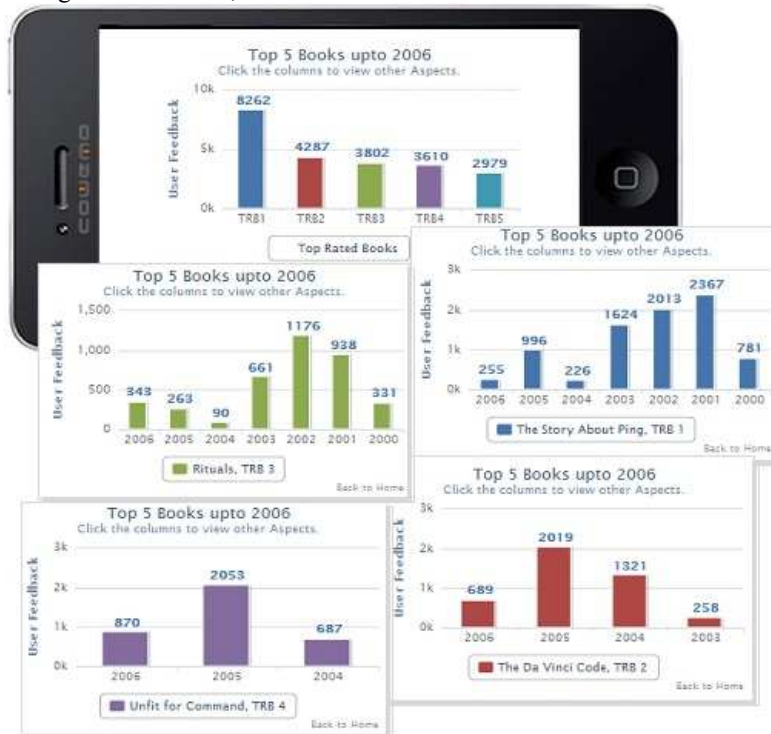 Top 5 Books upto 2006
Click the columns to view other Aspects.
User Feedback
10k
5k
0k
8262
4287
3802
3610
2979
TRB1
TRB2
TRB3
TRB4
TRB5
Top Rated Books
Top 5 Books upto 2006
Click the columns to view other Aspects.
User Feedback
1,500
1,000
500
0
343
263
90
661
1176
938
331
2006
2005
2004
2003
2002
2001
2000
Rituals, TRB 3
Back to Home
Top 5 Books upto 2006
Click the columns to view other Aspects.
User Feedback
3k
2k
1k
0k
255
996
226
1624
2013
2367
781
2006
2005
2004
2003
2002
2001
2000
The Story About Ping, TRB 1
Back to Home
Top 5 Books upto 2006
Click the columns to view other Aspects.
User Feedback
3k
2k
1k
0k
870
2053
687
2006
2005
2004
Unfit for Command, TRB 4
Back to Home
Top 5 Books upto 2006
Click the columns to view other Aspects.
User Feedback
3k
2k
1k
0k
689
2019
1321
258
2006
2005
2004
2003
The Da Vinci Code, TRB 2
Back to Home